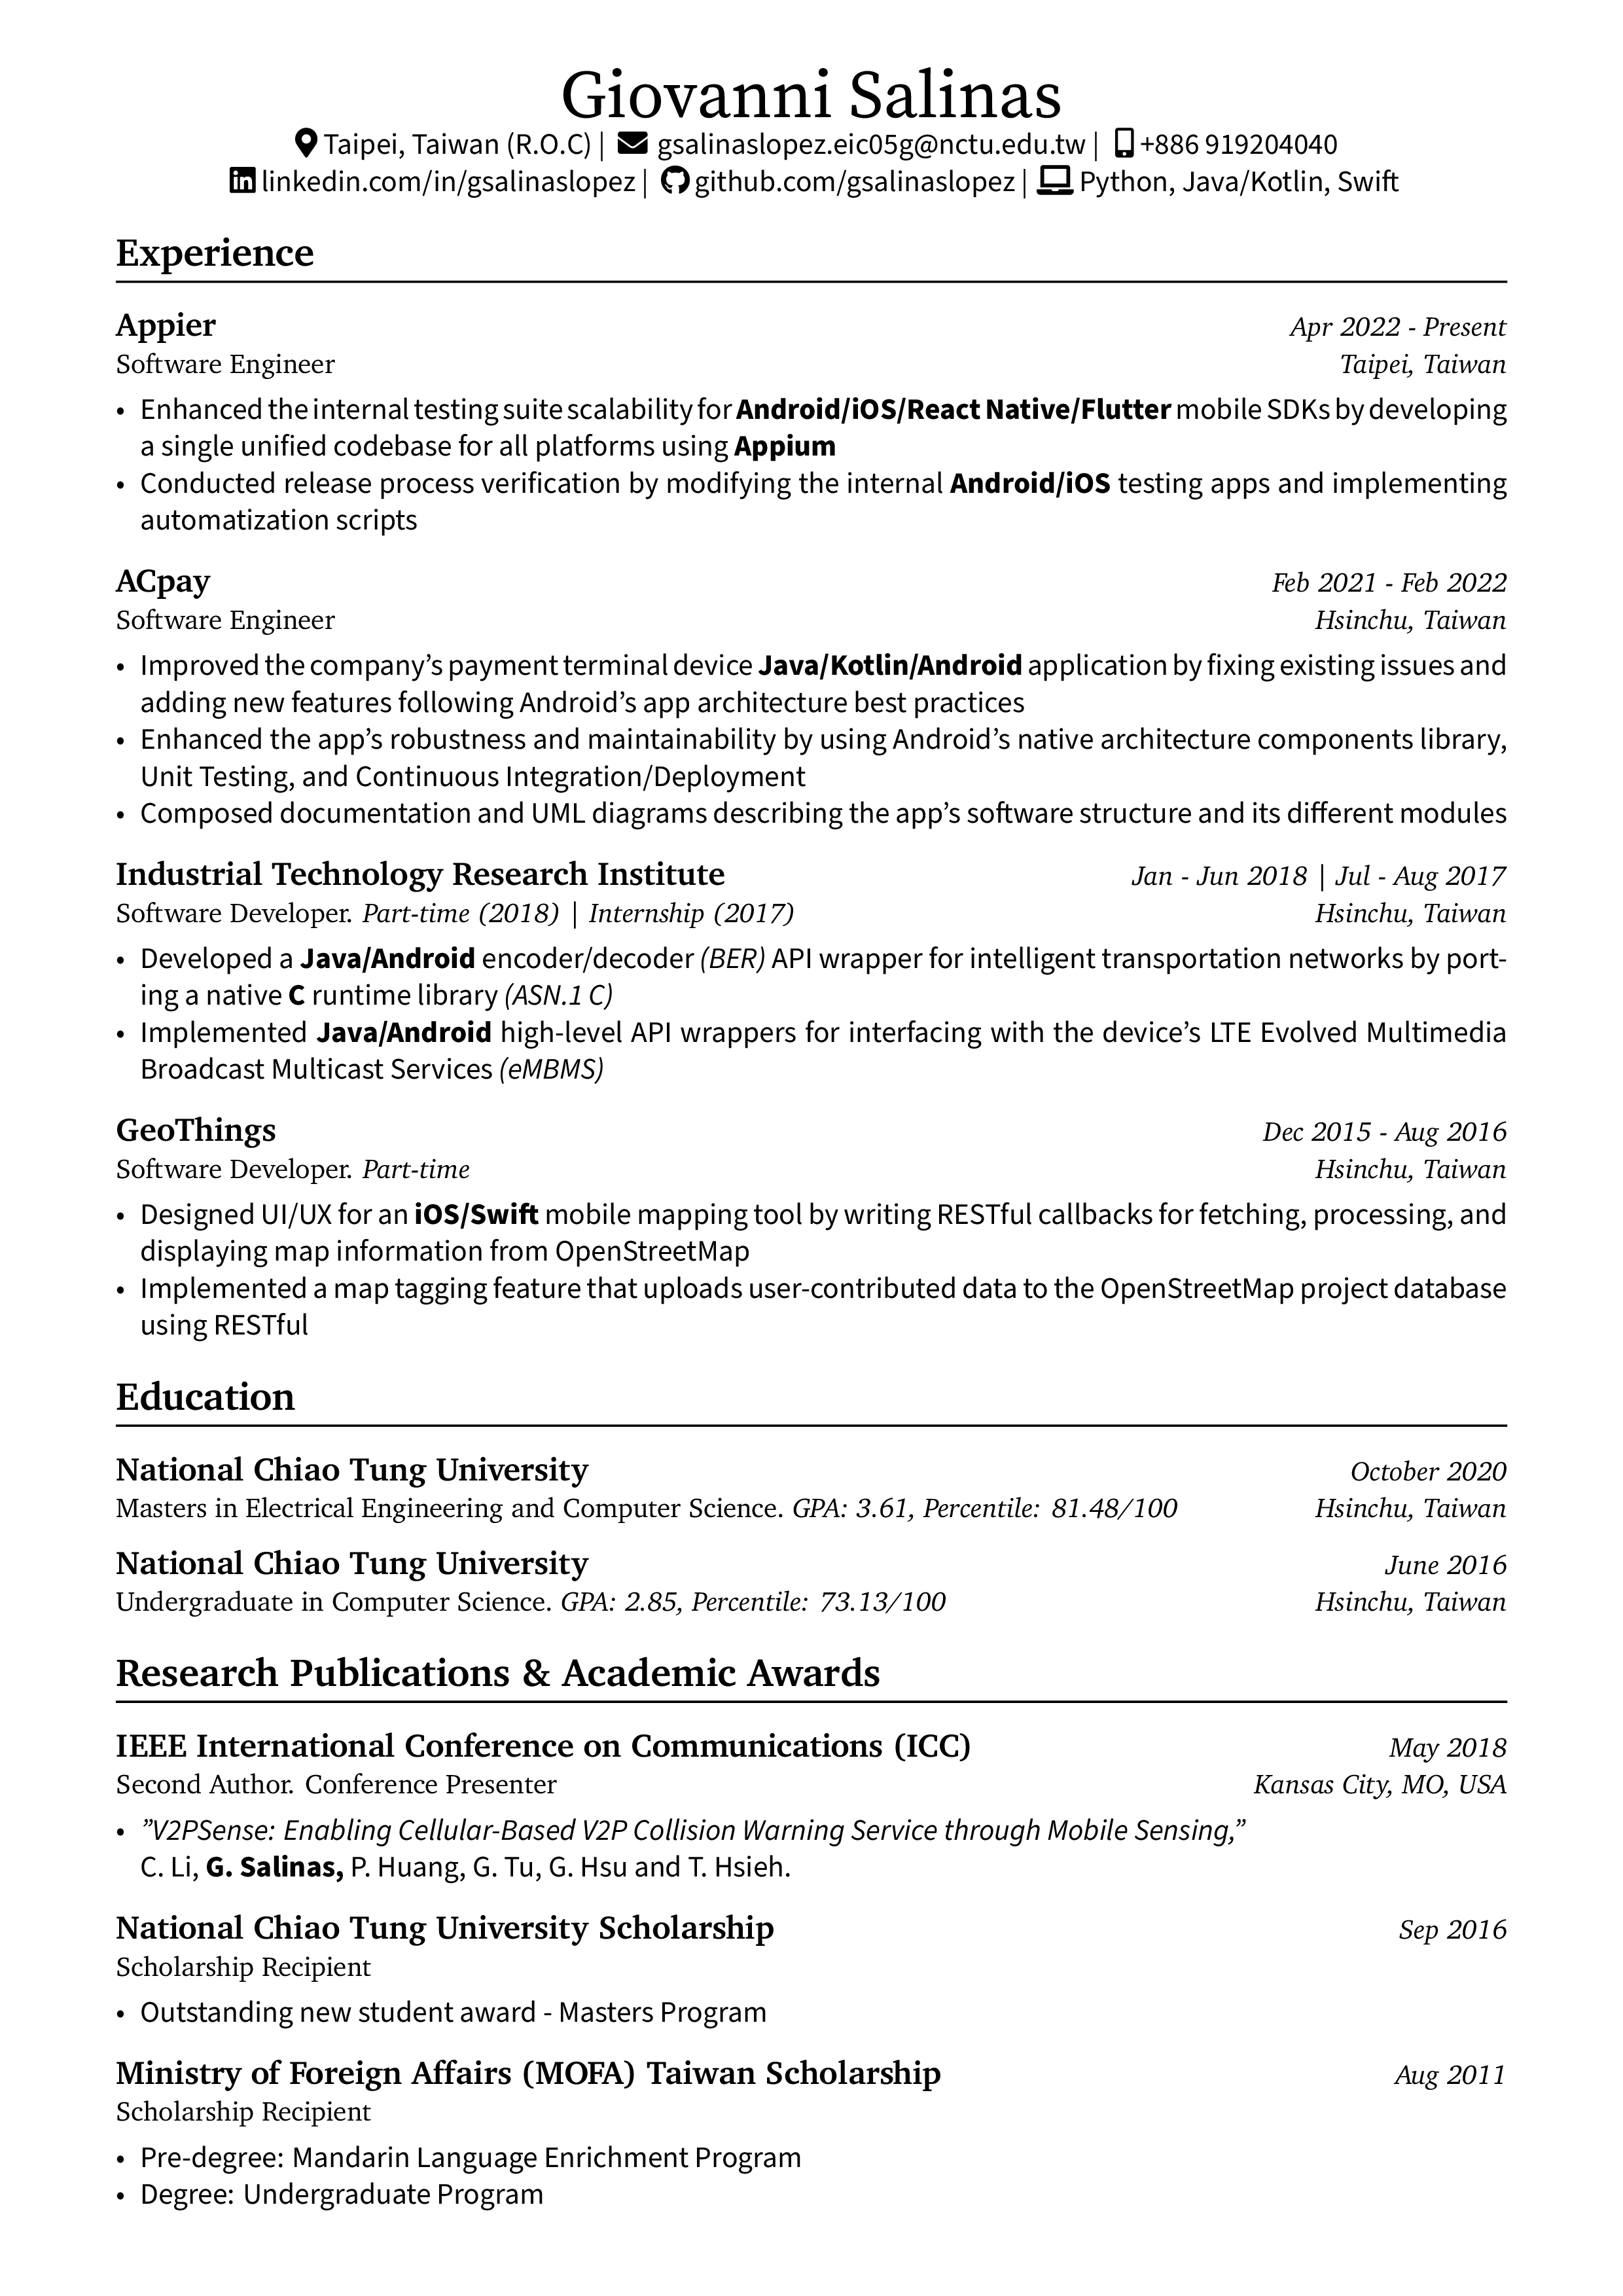 Giovanni Salinas
Taipei, Taiwan (R.O.C) | gsalinaslopez.eic05g@nctu.edu.tw | +886 919204040
linkedin.com/in/gsalinaslopez | github.com/gsalinaslopez | Python, Java/Kotlin, Swift
Experience
Appier Apr 2022 - Present
Software Engineer Taipei, Taiwan
• Enhanced the internal testing suite scalability for Android/iOS/React Native/Flutter mobile SDKs by developing
a single unified codebase for all platforms using Appium
• Conducted release process verification by modifying the internal Android/iOS testing apps and implementing
automatization scripts
ACpay Feb 2021 - Feb 2022
Software Engineer Hsinchu, Taiwan
• Improved the company’s payment terminal device Java/Kotlin/Android application by fixing existing issues and
adding new features following Android’s app architecture best practices
• Enhanced the app’s robustness and maintainability by using Android’s native architecture components library,
Unit Testing, and Continuous Integration/Deployment
• Composed documentation and UML diagrams describing the app’s software structure and its different modules
Industrial Technology Research Institute Jan - Jun 2018 | Jul - Aug 2017
Software Developer. Part-time (2018) | Internship (2017) Hsinchu, Taiwan
• Developed a Java/Android encoder/decoder (BER) API wrapper for intelligent transportation networks by port-
ing a native C runtime library (ASN.1 C)
• Implemented Java/Android high-level API wrappers for interfacing with the device’s LTE Evolved Multimedia
Broadcast Multicast Services (eMBMS)
GeoThings Dec 2015 - Aug 2016
Software Developer. Part-time Hsinchu, Taiwan
• Designed UI/UX for an iOS/Swift mobile mapping tool by writing RESTful callbacks for fetching, processing, and
displaying map information from OpenStreetMap
• Implemented a map tagging feature that uploads user-contributed data to the OpenStreetMap project database
using RESTful
Education
National Chiao Tung University October 2020
Masters in Electrical Engineering and Computer Science. GPA: 3.61, Percentile: 81.48/100 Hsinchu, Taiwan
National Chiao Tung University June 2016
Undergraduate in Computer Science. GPA: 2.85, Percentile: 73.13/100 Hsinchu, Taiwan
Research Publications & Academic Awards
IEEE International Conference on Communications (ICC) May 2018
Second Author. Conference Presenter Kansas City, MO, USA
• ”V2PSense: Enabling Cellular-Based V2P Collision Warning Service through Mobile Sensing,”
C. Li, G. Salinas, P. Huang, G. Tu, G. Hsu and T. Hsieh.
National Chiao Tung University Scholarship Sep 2016
Scholarship Recipient
• Outstanding new student award - Masters Program
Ministry of Foreign Affairs (MOFA) Taiwan Scholarship Aug 2011
Scholarship Recipient
• Pre-degree: Mandarin Language Enrichment Program
• Degree: Undergraduate Program